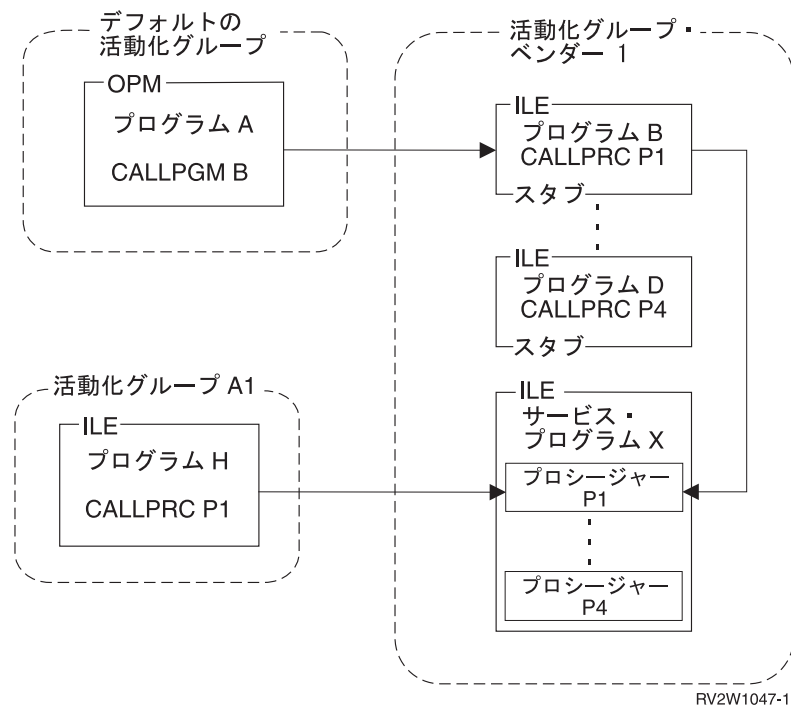 デフォルトの
活動化グループ
OPM
プログラム A
CALLPGM B
活動化グループ・
ベンダー 1
ILE
プログラム B
CALLPRC P1
スタブ
ILE
プログラム D
CALLPRC P4
スタブ
活動化グループ A1
ILE
プログラム H
CALLPRC P1
ILE
サービス・
プログラム X
プロシージャー
P1
プロシージャー
P4
RV2W1047-1